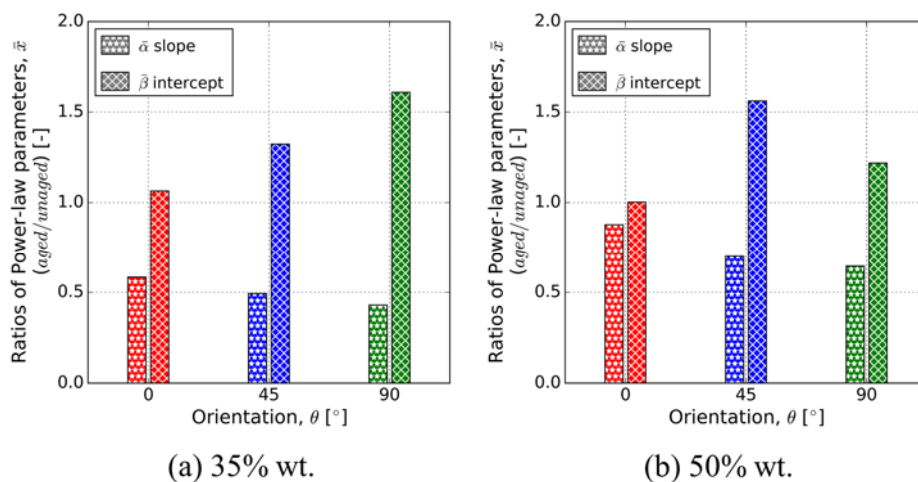 2.0
1.5
1.0
0.5
0.0
Ratios of Power-law parameters, x̄
(aged/unaged) [-]
ᾱ slope
β̄ intercept
0 45 90
Orientation, θ [°]
(a) 35% wt.
2.0
1.5
1.0
0.5
0.0
Ratios of Power-law parameters, x̄
(aged/unaged) [-]
ᾱ slope
β̄ intercept
0 45 90
Orientation, θ [°]
(b) 50% wt.